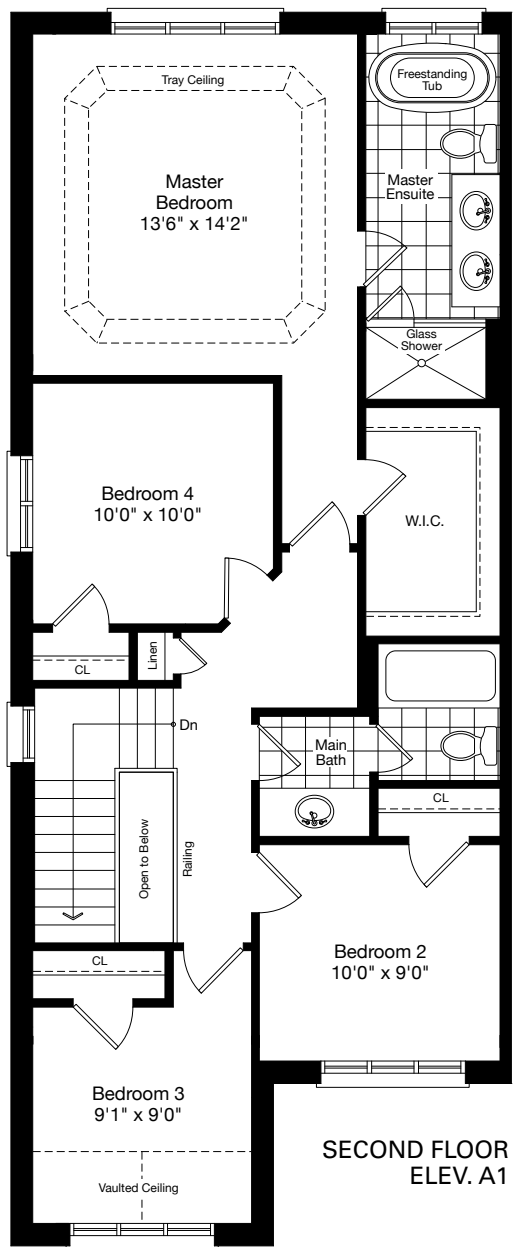 Tray Ceiling
Freestanding
Tub
Master
Bedroom
13'6" x 14'2"
Master
Ensuite
Glass
Shower
Bedroom 4
10'0" x 10'0"
W.I.C.
CL
Linen
Dn
Main
Bath
CL
Open to Below
Railing
CL
Bedroom 2
10'0" x 9'0"
Bedroom 3
9'1" x 9'0"
Vaulted Ceiling
SECOND FLOOR
ELEV. A1